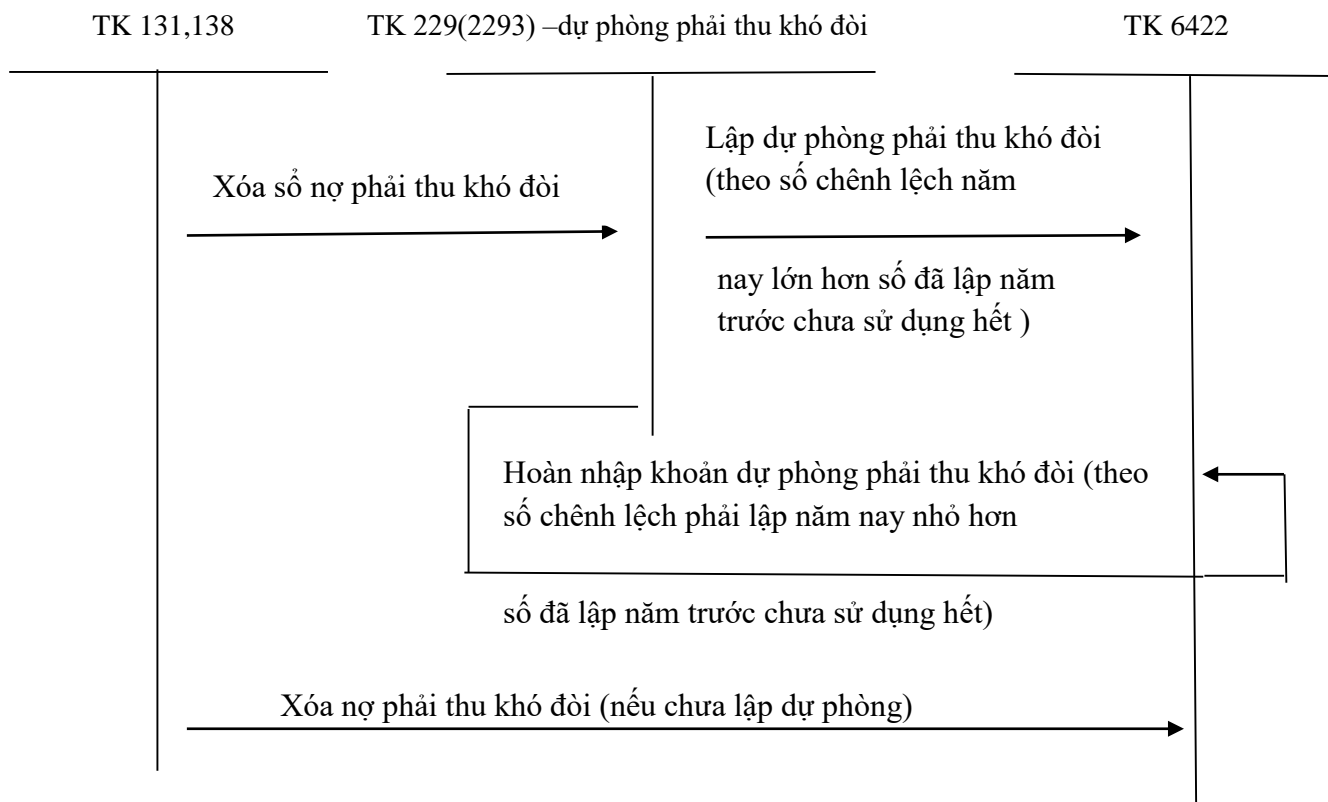 TK 131,138
TK 229(2293) –dự phòng phải thu khó đòi
TK 6422
Lập dự phòng phải thu khó đòi
(theo số chênh lệch năm
Xóa sổ nợ phải thu khó đòi
nay lớn hơn số đã lập năm
trước chưa sử dụng hết )
Hoàn nhập khoản dự phòng phải thu khó đòi (theo
số chênh lệch phải lập năm nay nhỏ hơn
số đã lập năm trước chưa sử dụng hết)
Xóa nợ phải thu khó đòi (nếu chưa lập dự phòng)